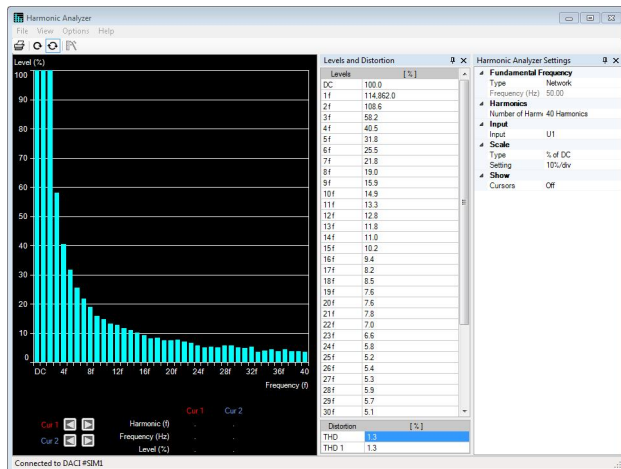 Harmonic Analyzer
File View Options Help
Level (%)
100
90
80
70
60
50
40
30
20
10
0
DC 4f 8f 12f 16f 20f 24f 28f 32f 36f 40
Frequency (f)
Cur 1 Cur 2
Cur 1 Harmonic (f) - -
Frequency (Hz) - -
Cur 2 Level (%) - -
Levels and Distortion
Levels [ % ]
DC 100.0
1f 114,862.0
2f 108.6
3f 58.2
4f 40.5
5f 31.8
6f 25.5
7f 21.8
8f 19.0
9f 15.9
10f 14.9
11f 13.3
12f 12.8
13f 11.8
14f 11.0
15f 10.2
16f 9.4
17f 8.2
18f 8.5
19f 7.6
20f 7.6
21f 7.8
22f 7.0
23f 6.6
24f 5.8
25f 5.2
26f 5.4
27f 5.3
28f 5.9
29f 5.7
30f 5.1
Distortion [ % ]
THD 1.3
THD 1 1.3
Harmonic Analyzer Settings
Fundamental Frequency
Type Network
Frequency (Hz) 50.00
Harmonics
Number of Harmo 40 Harmonics
Input
Input U1
Scale
Type % of DC
Setting 10%/div
Show
Cursors Off
Connected to DACI #SIM1